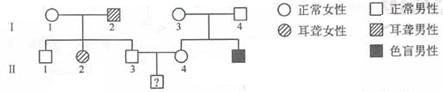 Ⅰ 1 2 3 4 正常女性 正常男性
耳聋女性 耳聋男性
Ⅱ 1 2 3 4 色盲男性
?